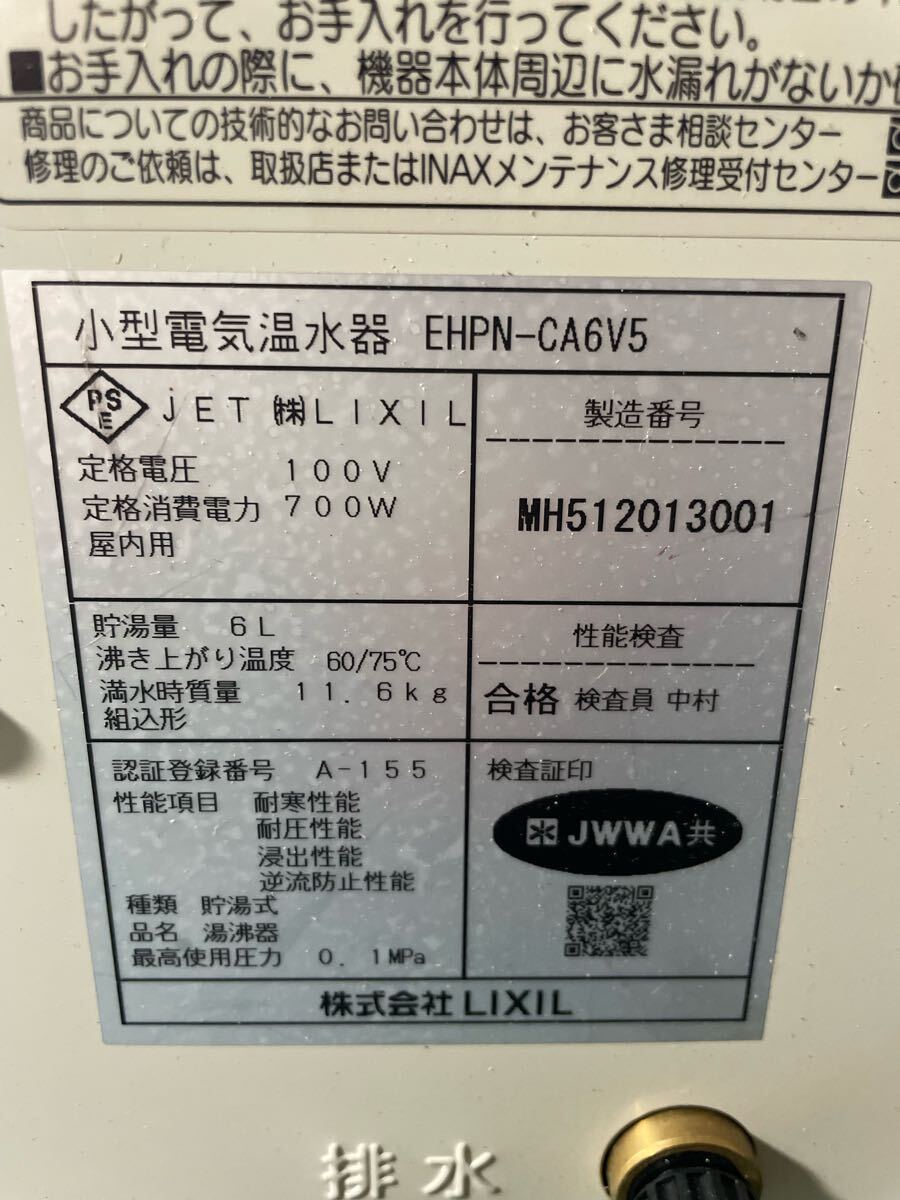 したがって、お手入れを行ってください。
■お手入れの際に、機器本体周辺に水漏れがないか
商品についての技術的なお問い合わせは、お客さま相談センター
修理のご依頼は、取扱店またはINAXメンテナンス修理受付センター
小型電気温水器 EHPN-CA6V5
PSE JET ㈱LIXIL
定格電圧 100V
定格消費電力 700W
屋内用
製造番号
MH512013001
貯湯量 6L
沸き上がり温度 60/75℃
満水時質量 11.6kg
組込形
性能検査
合格 検査員 中村
認証登録番号 A-155
性能項目 耐寒性能
耐圧性能
浸出性能
逆流防止性能
種類 貯湯式
品名 湯沸器
最高使用圧力 0.1MPa
検査証印
JWWA共
株式会社LIXIL
排水